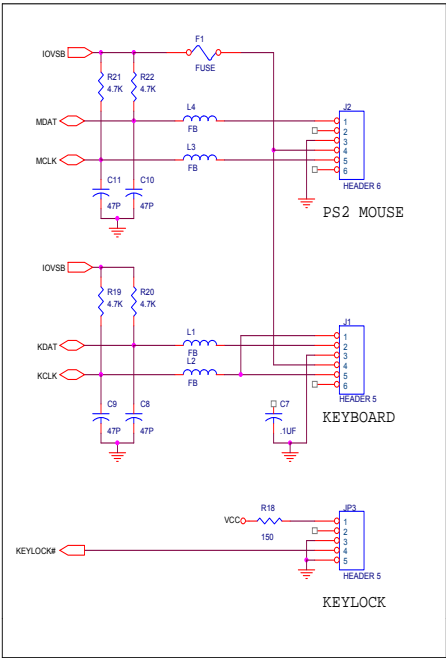 F1
IOVSB
FUSE
R21 R22
4.7K 4.7K
L4 J2
MDAT 1
FB 2
L3 3
4
MCLK 5
FB 6
C11 C10 HEADER 6
47P 47P PS2 MOUSE
IOVSB
R19 R20
4.7K 4.7K
L1 J1
1
KDAT 2
FB 3
L2 4
KCLK 5
FB 6
C9 C8 C7 HEADER 5
KEYBOARD
47P 47P .1UF
R18 JP3
VCC 1
150 2
3
KEYLOCK# 4
5
HEADER 5
KEYLOCK